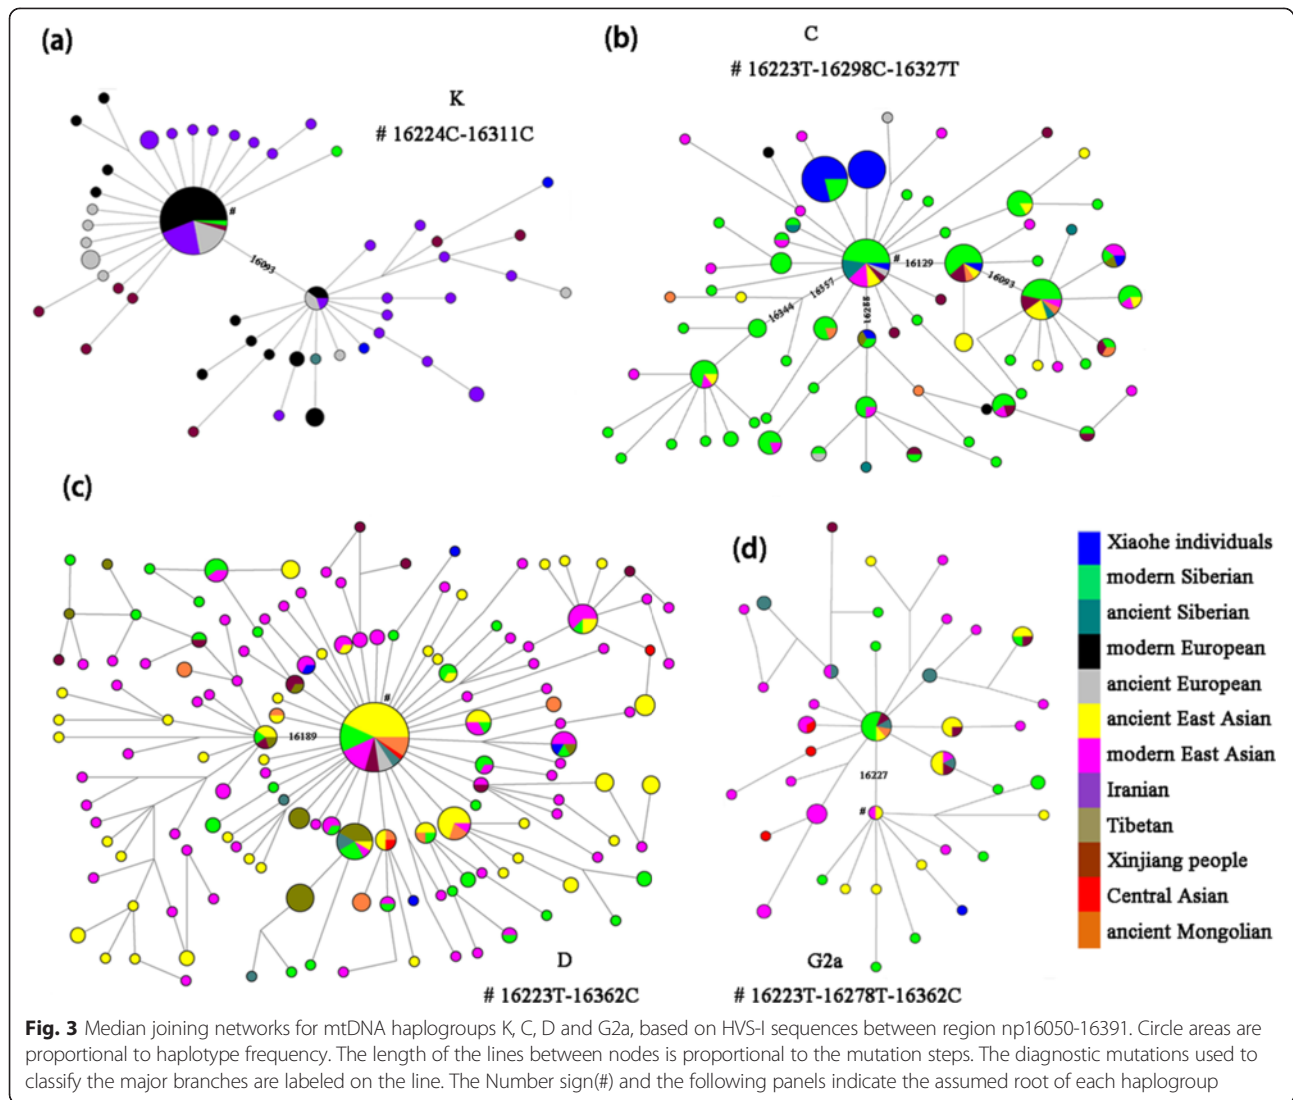 (a)
K
# 16224C-16311C
#
16093
(b)
C
# 16223T-16298C-16327T
#
16129
16093
16357
16344
16288
(c)
#
16189
D
# 16223T-16362C
(d)
16227
#
G2a
# 16223T-16278T-16362C
Xiaohe individuals
modern Siberian
ancient Siberian
modern European
ancient European
ancient East Asian
modern East Asian
Iranian
Tibetan
Xinjiang people
Central Asian
ancient Mongolian
Fig. 3 Median joining networks for mtDNA haplogroups K, C, D and G2a, based on HVS-I sequences between region np16050-16391. Circle areas are
proportional to haplotype frequency. The length of the lines between nodes is proportional to the mutation steps. The diagnostic mutations used to
classify the major branches are labeled on the line. The Number sign(#) and the following panels indicate the assumed root of each haplogroup